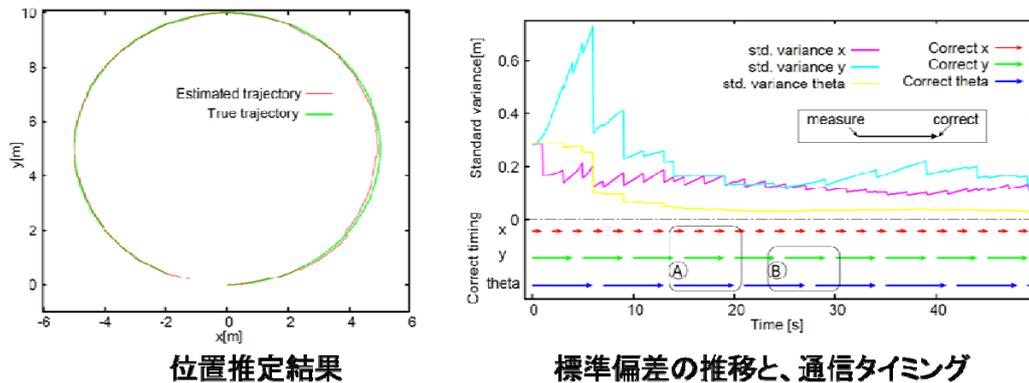 10
8
6
4
2
0
y[m]
Estimated trajectory
True trajectory
-6
-4
-2
0
2
4
6
x[m]
位置推定結果
Standard variance[m]
0.6
0.4
0.2
0
std. variance x
std. variance y
std. variance theta
Correct x
Correct y
Correct theta
measure
correct
Correct timing
x
y
theta
A
B
0
10
20
30
40
Time [s]
標準偏差の推移と、通信タイミング